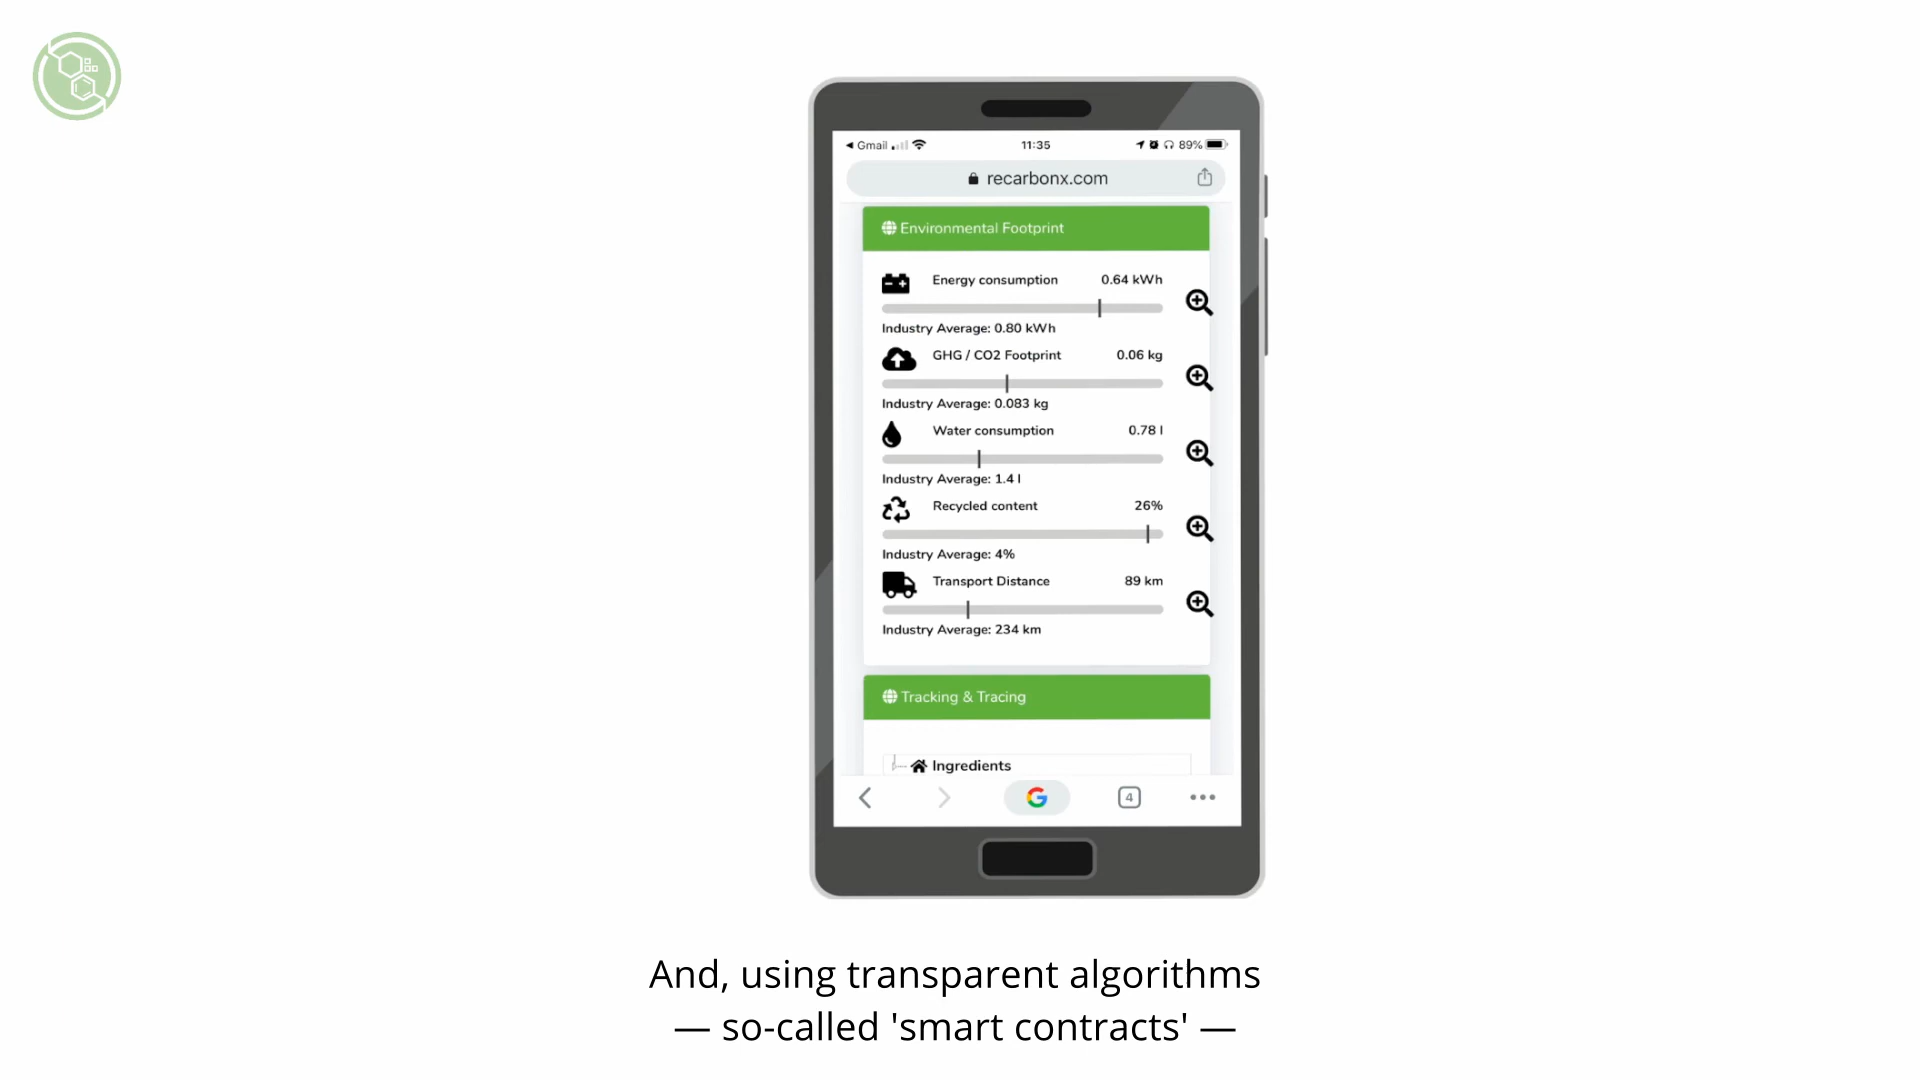 Gmail 11:35 89%
recarbonx.com
Environmental Footprint
Energy consumption 0.64 kWh
Industry Average: 0.80 kWh
GHG / CO2 Footprint 0.06 kg
Industry Average: 0.083 kg
Water consumption 0.78 l
Industry Average: 1.4 l
Recycled content 26%
Industry Average: 4%
Transport Distance 89 km
Industry Average: 234 km
Tracking & Tracing
Ingredients
4
And, using transparent algorithms
— so-called 'smart contracts' —